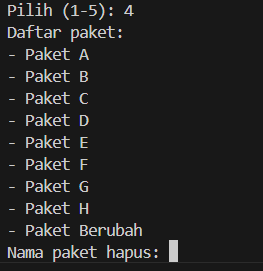 Pilih (1-5): 4
Daftar paket:
- Paket A
- Paket B
- Paket C
- Paket D
- Paket E
- Paket F
- Paket G
- Paket H
- Paket Berubah
Nama paket hapus: